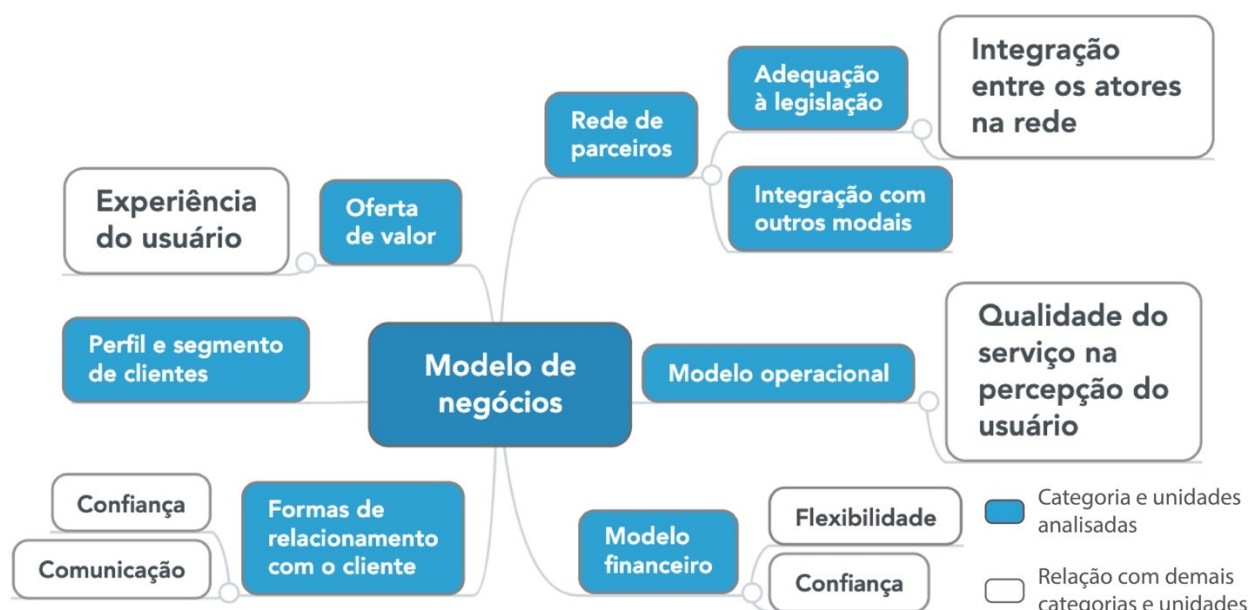 Integração
entre os atores
na rede
Adequação
à legislação
Rede de
parceiros
Integração com
outros modais
Experiência
do usuário
Oferta
de valor
Perfil e segmento
de clientes
Modelo de
negócios
Modelo operacional
Qualidade do
serviço na
percepção do
usuário
Confiança
Comunicação
Formas de
relacionamento
com o cliente
Modelo
financeiro
Flexibilidade
Confiança
Categoria e unidades
analisadas
Relação com demais
categorias e unidades